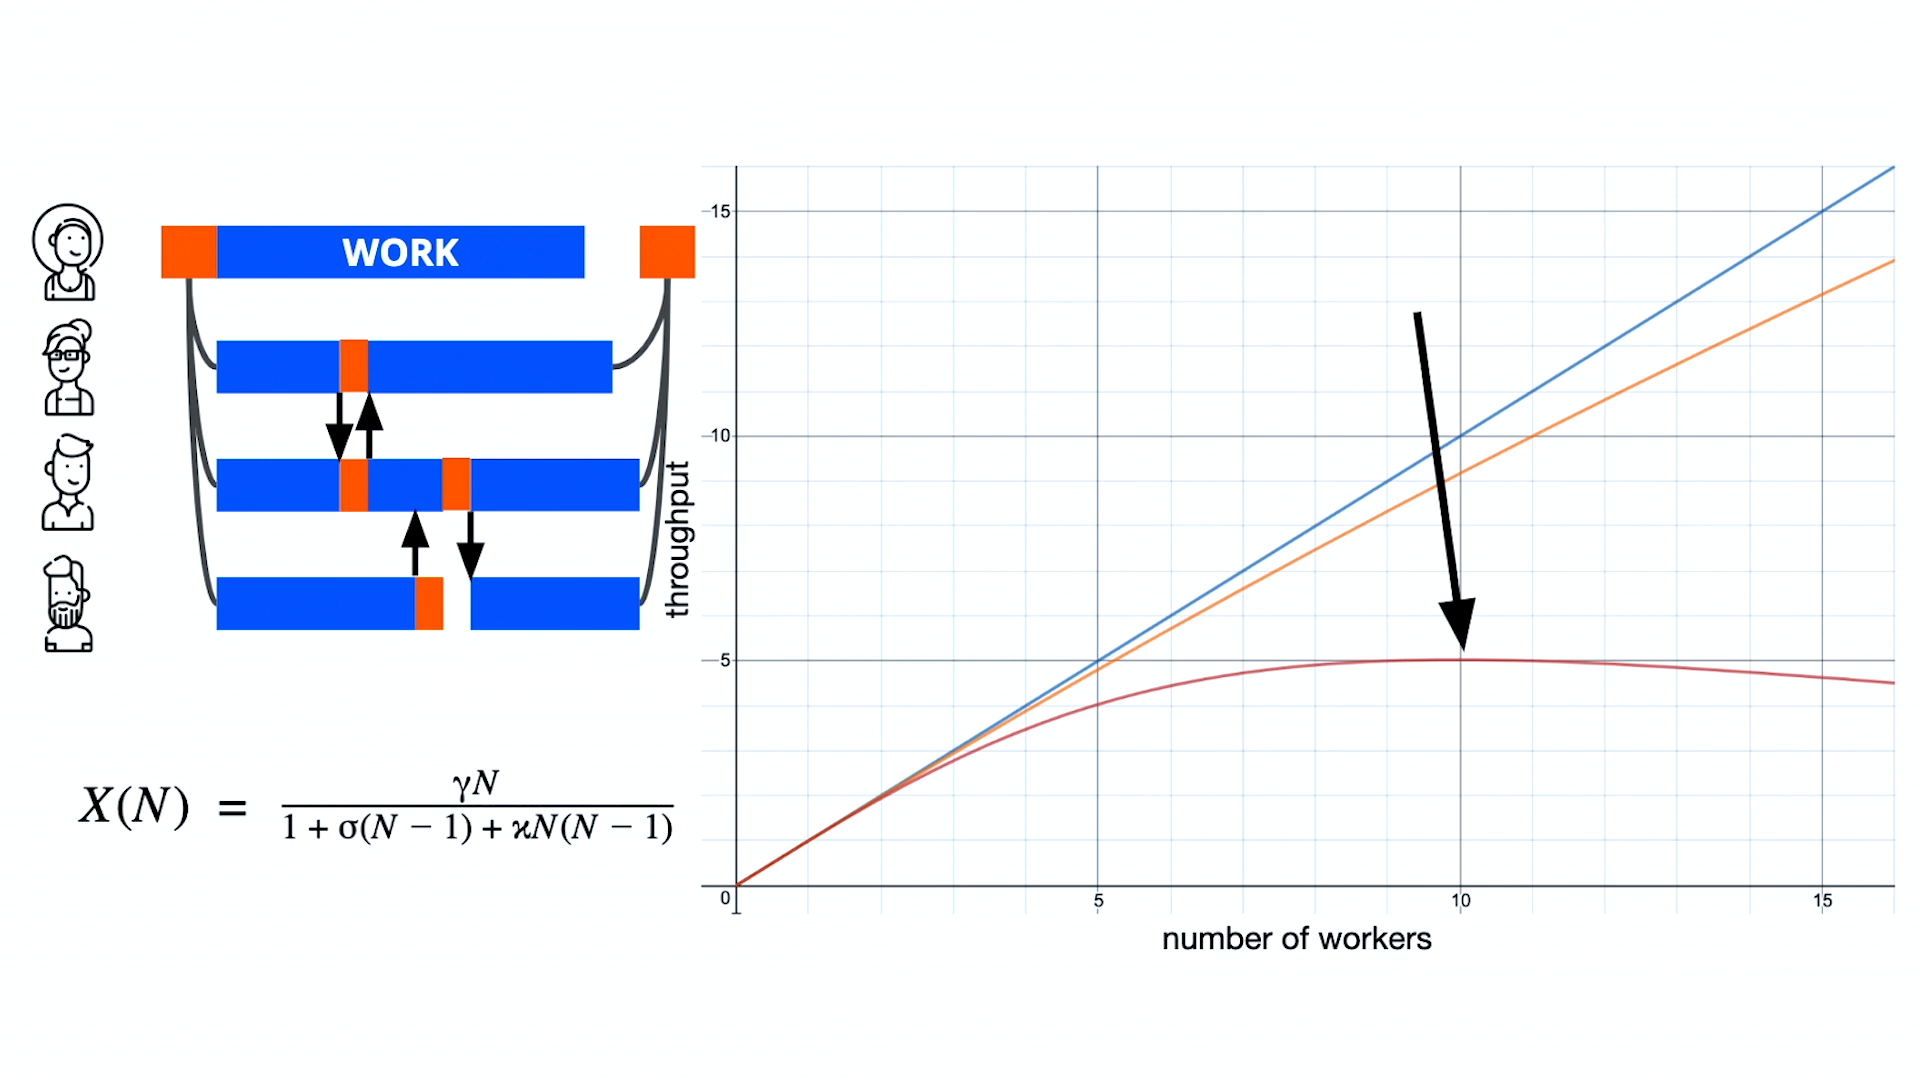 WORK
X(N) = γN / 1 + σ(N − 1) + ϰN(N − 1)
throughput
15
10
5
0
5
10
15
number of workers